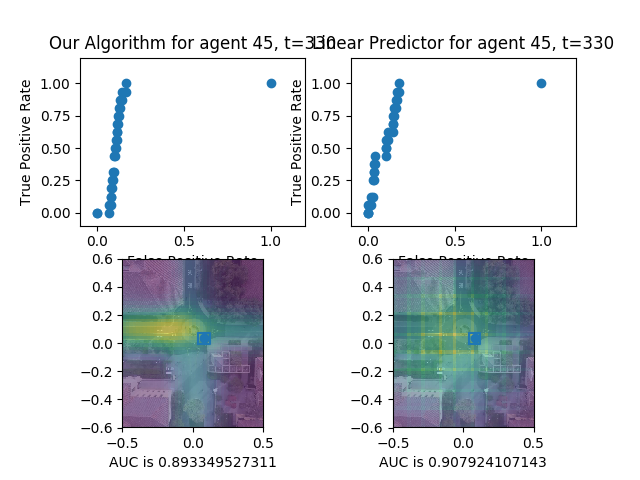 Our Algorithm for agent 45, t=330
Linear Predictor for agent 45, t=330
True Positive Rate
1.00
0.75
0.50
0.25
0.00
0.0 0.5 1.0
False Positive Rate
True Positive Rate
1.00
0.75
0.50
0.25
0.00
0.0 0.5 1.0
False Positive Rate
0.6
0.4
0.2
0.0
−0.2
−0.4
−0.6
−0.5 0.0 0.5
AUC is 0.893349527311
0.6
0.4
0.2
0.0
−0.2
−0.4
−0.6
−0.5 0.0 0.5
AUC is 0.907924107143